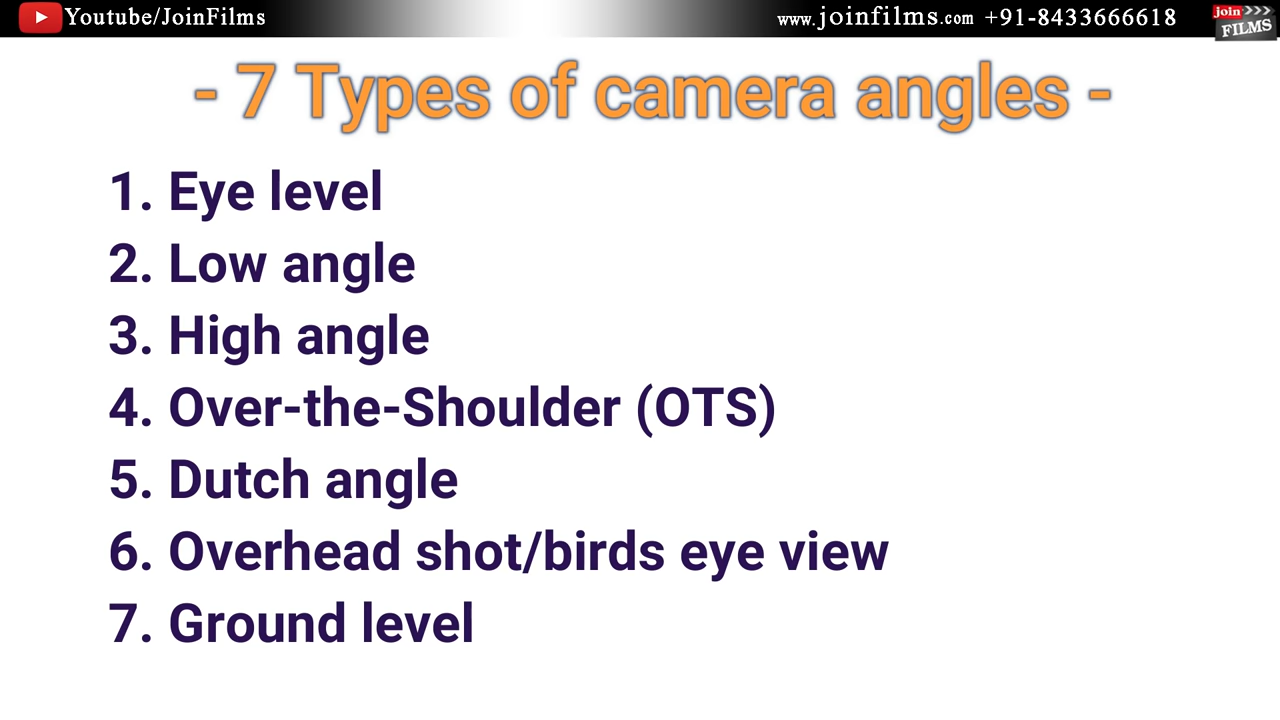 Youtube/JoinFilms
www.joinfilms.com +91-8433666618
join>>>
FILMS
- 7 Types of camera angles -
1. Eye level
2. Low angle
3. High angle
4. Over-the-Shoulder (OTS)
5. Dutch angle
6. Overhead shot/birds eye view
7. Ground level